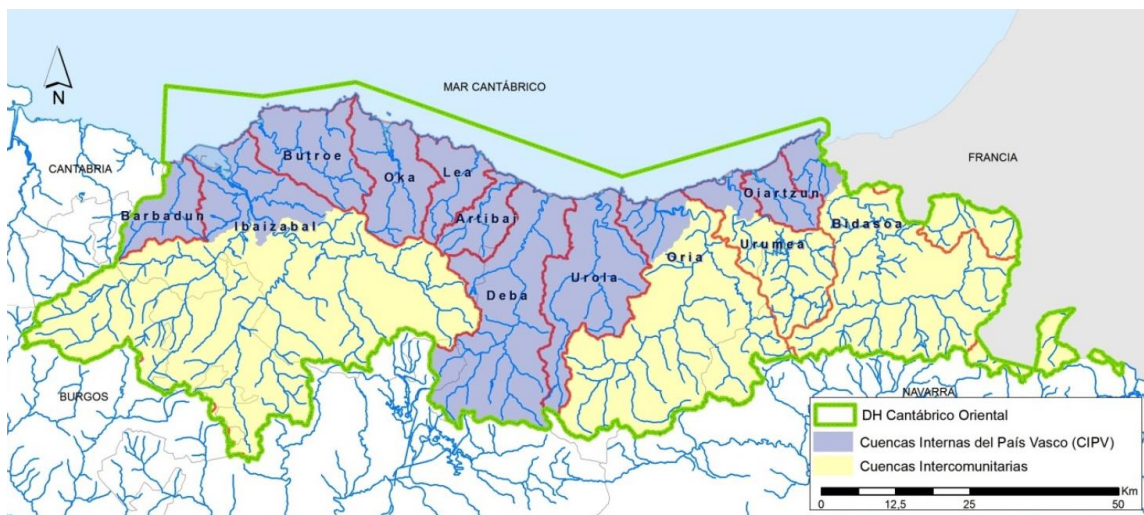 N
MAR CANTÁBRICO
CANTABRIA
FRANCIA
Butroe
Oka
Lea
Oiartzun
Barbadun
Ibaizabal
Artibai
Bidasoa
Urumea
Oria
Urola
Deba
BURGOS
NAVARRA
DH Cantábrico Oriental
Cuencas Internas del País Vasco (CIPV)
Cuencas Intercomunitarias
Km
0 12,5 25 50